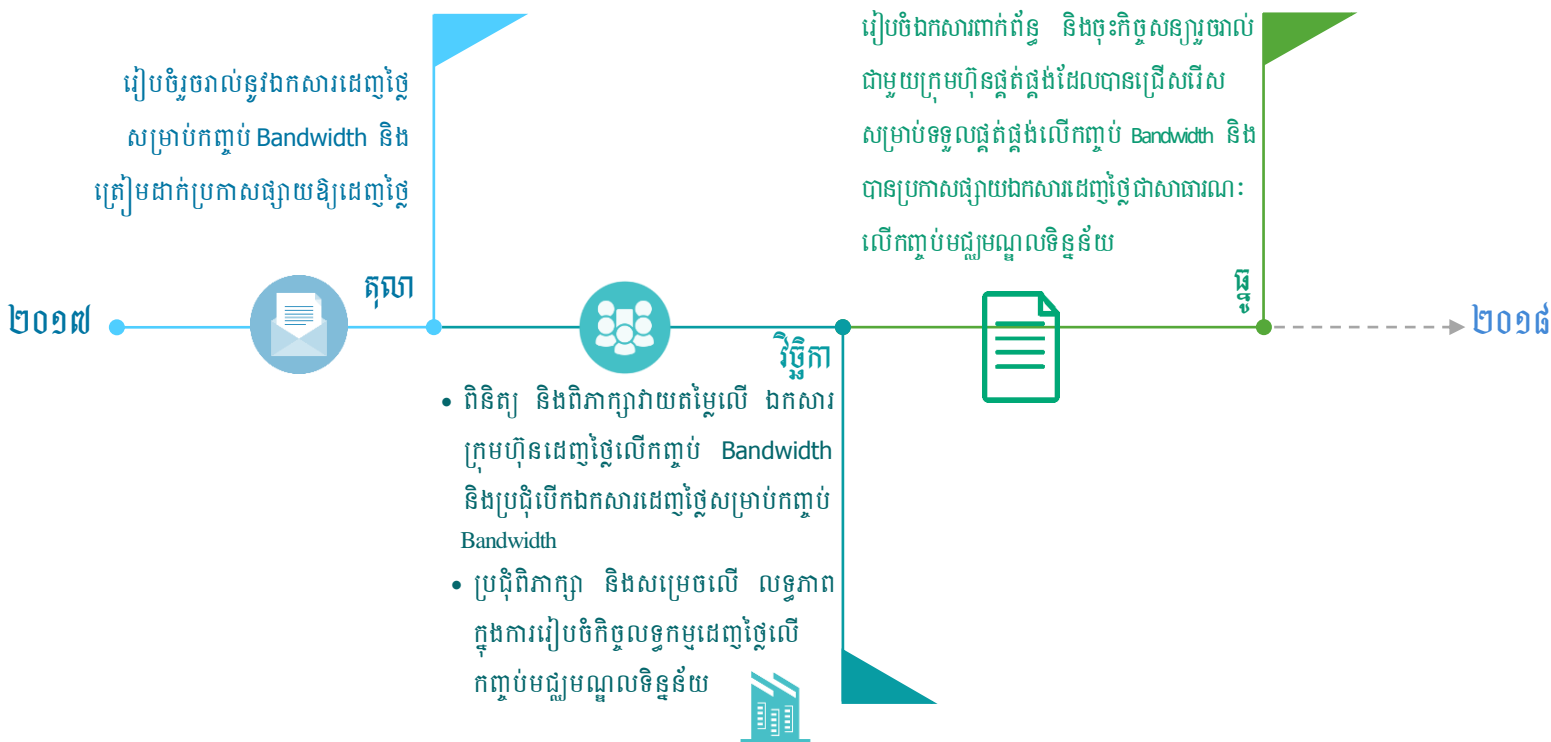 ២០១៧
តុលា
រៀបចំរួចរាល់នូវឯកសារដេញថ្លៃ
សម្រាប់កញ្ចប់ Bandwidth និង
ត្រៀមដាក់ប្រកាសផ្សាយឱ្យដេញថ្លៃ
វិច្ឆិកា
• ពិនិត្យ និងពិភាក្សាវាយតម្លៃលើ ឯកសារ
ក្រុមហ៊ុនដេញថ្លៃលើកញ្ចប់ Bandwidth
និងប្រជុំបើកឯកសារដេញថ្លៃសម្រាប់កញ្ចប់
Bandwidth
• ប្រជុំពិភាក្សា និងសម្រេចលើ លទ្ធភាព
ក្នុងការរៀបចំកិច្ចលទ្ធកម្មដេញថ្លៃលើ
កញ្ចប់មជ្ឈមណ្ឌលទិន្នន័យ
ធ្នូ
រៀបចំឯកសារពាក់ព័ន្ធ និងចុះកិច្ចសន្យារួចរាល់
ជាមួយក្រុមហ៊ុនផ្គត់ផ្គង់ដែលបានជ្រើសរើស
សម្រាប់ទទួលផ្គត់ផ្គង់លើកញ្ចប់ Bandwidth និង
បានប្រកាសផ្សាយឯកសារដេញថ្លៃជាសាធារណៈ
លើកញ្ចប់មជ្ឈមណ្ឌលទិន្នន័យ
២០១៨